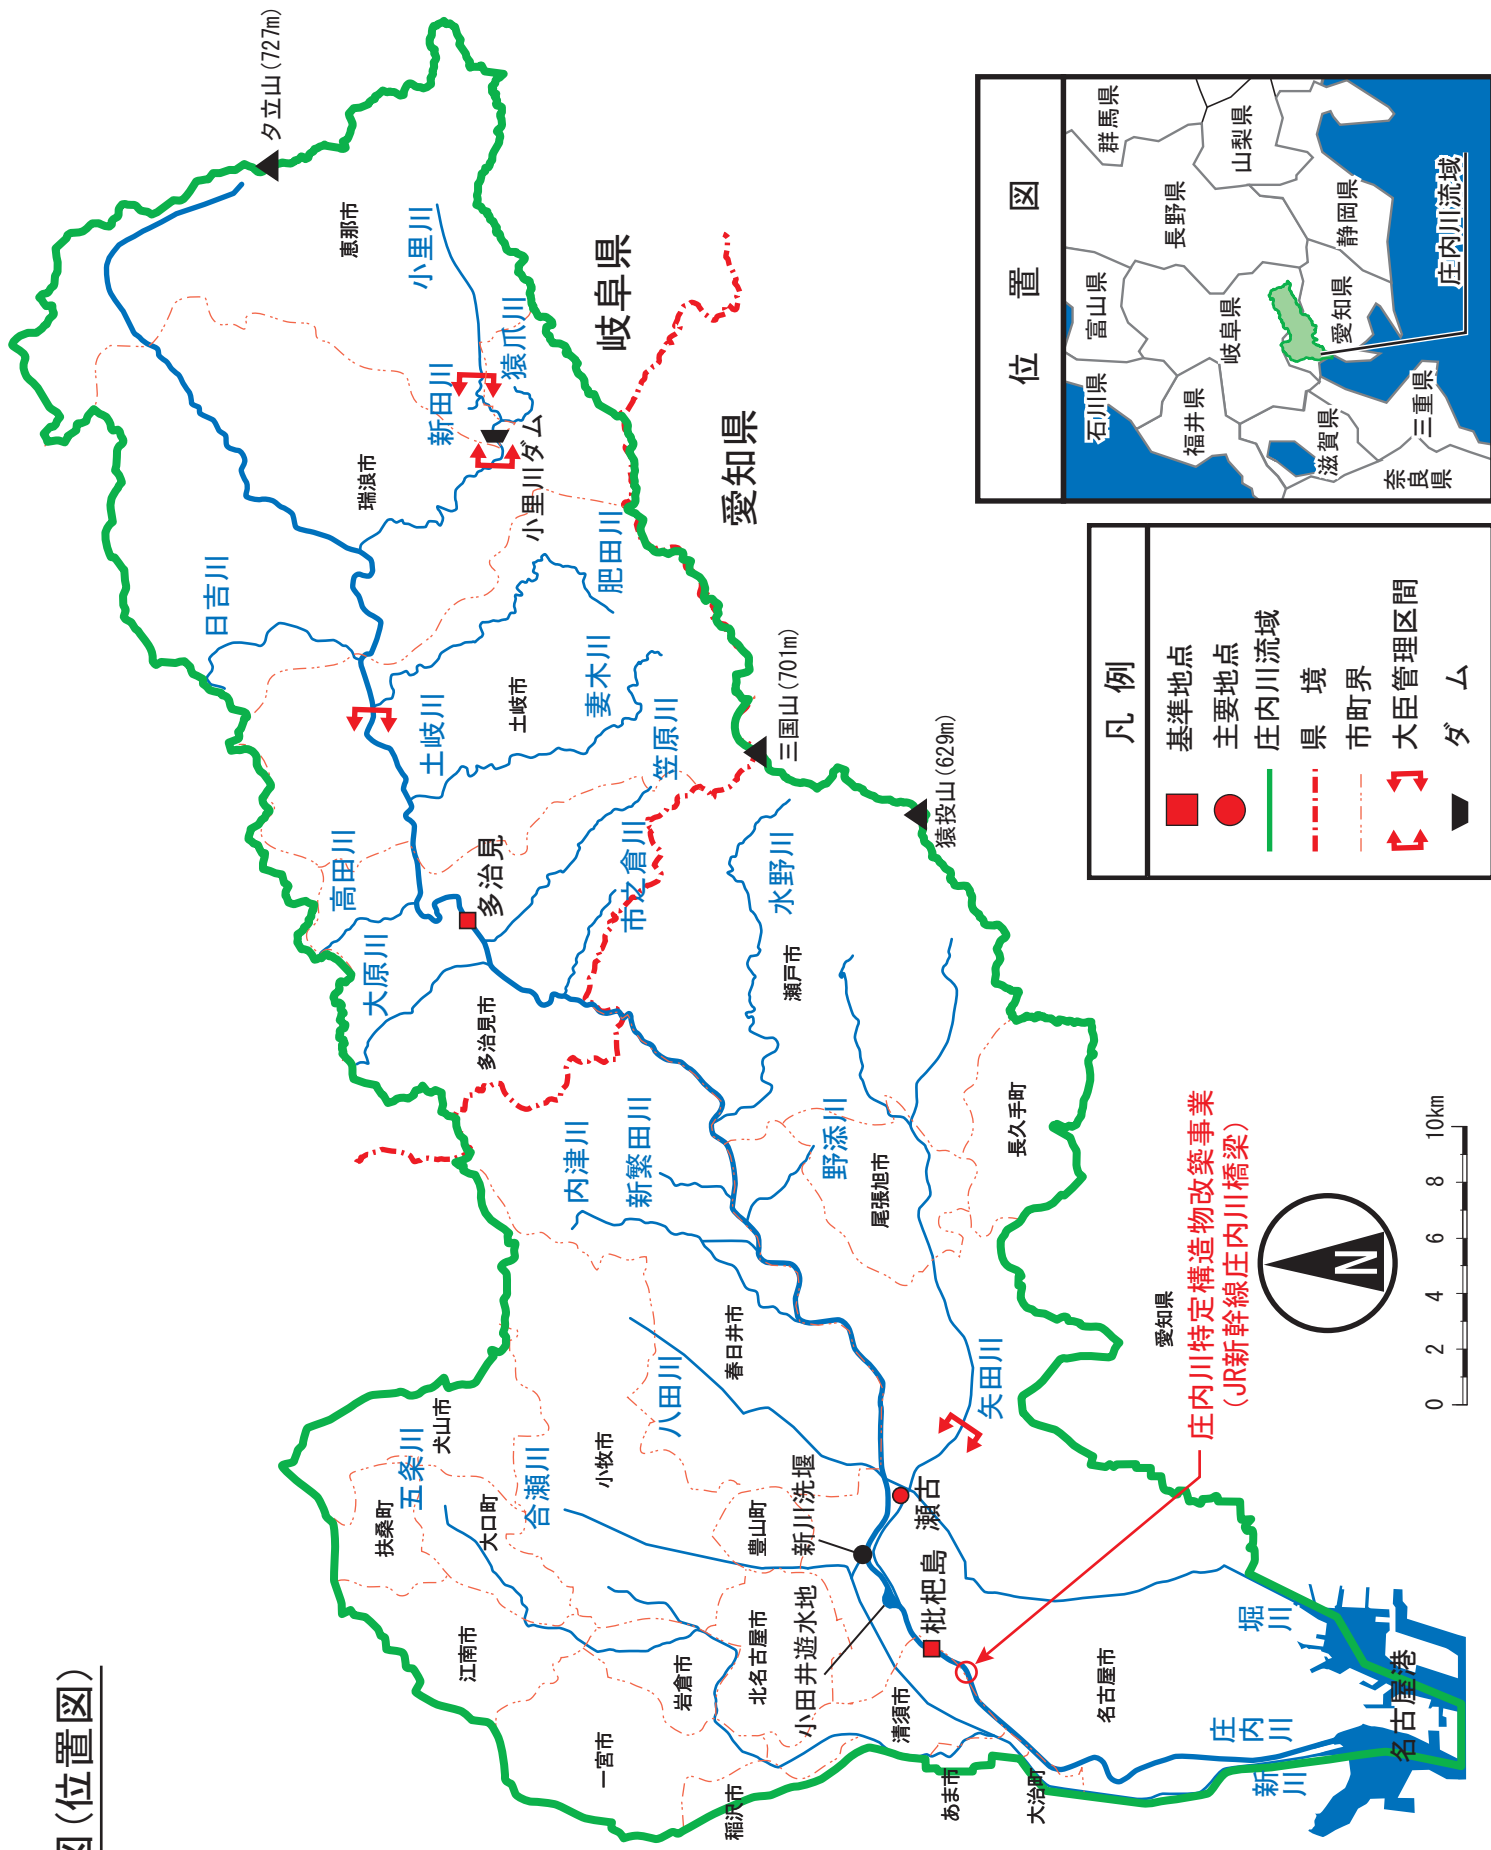 図(位置図)
夕立山(727m)
恵那市
小里川
岐阜県
猿爪川
新田川
小里川ダム
瑞浪市
愛知県
日吉川
肥田川
妻木川
土岐市
土岐川
笠原川
三国山(701m)
猿投山(629m)
高田川
多治見
市之倉川
水野川
大原川
多治見市
瀬戸市
長久手町
内津川
新繁田川
野添川
尾張旭市
春日井市
八田川
矢田川
犬山市
五条川
扶桑町
大口町
合瀬川
小牧市
豊山町
新川洗堰
瀬古
枇杷島
小田井遊水地
北名古屋市
岩倉市
江南市
一宮市
稲沢市
清須市
あま市
大治町
名古屋市
堀川
庄内川
新川
名古屋港
愛知県
庄内川特定構造物改築事業
(JR新幹線庄内川橋梁)
N
0 2 4 6 8 10km
凡例
基準地点
主要地点
庄内川流域
県境
市町界
大臣管理区間
ダム
位置図
群馬県
山梨県
長野県
静岡県
富山県
岐阜県
愛知県
石川県
福井県
滋賀県
三重県
奈良県
庄内川流域